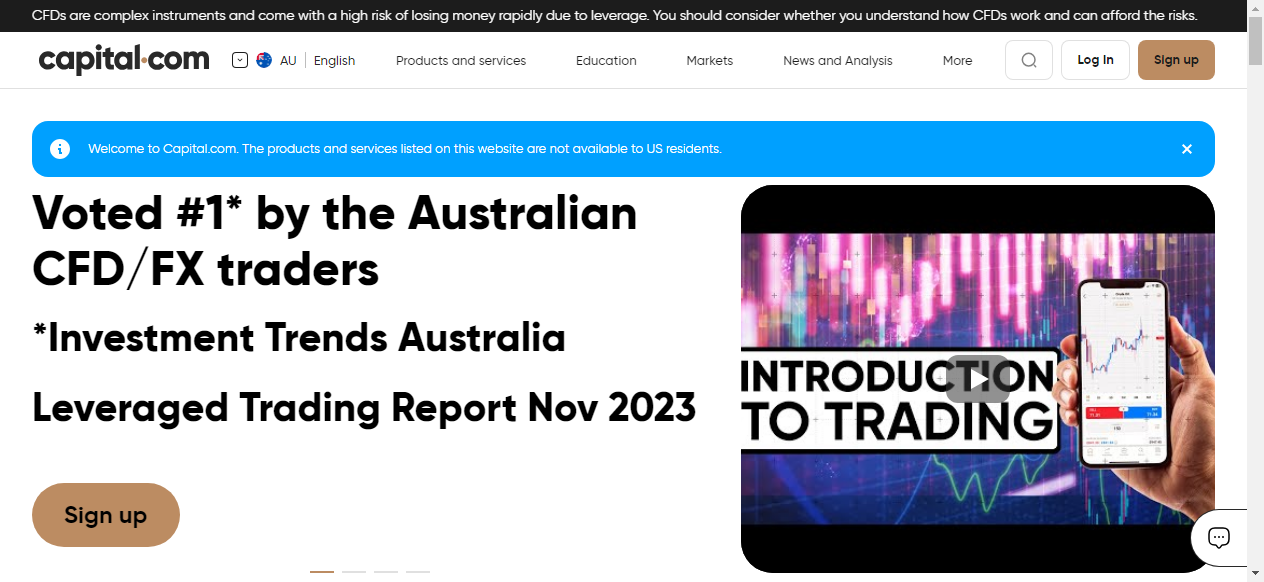 CFDs are complex instruments and come with a high risk of losing money rapidly due to leverage. You should consider whether you understand how CFDs work and can afford the risks.
capital.com
AU
English
Products and services
Education
Markets
News and Analysis
More
Log In
Sign up
Welcome to Capital.com. The products and services listed on this website are not available to US residents.
Voted #1* by the Australian
CFD/FX traders
*Investment Trends Australia
Leveraged Trading Report Nov 2023
Sign up
INTRODUCTION
TO TRADING